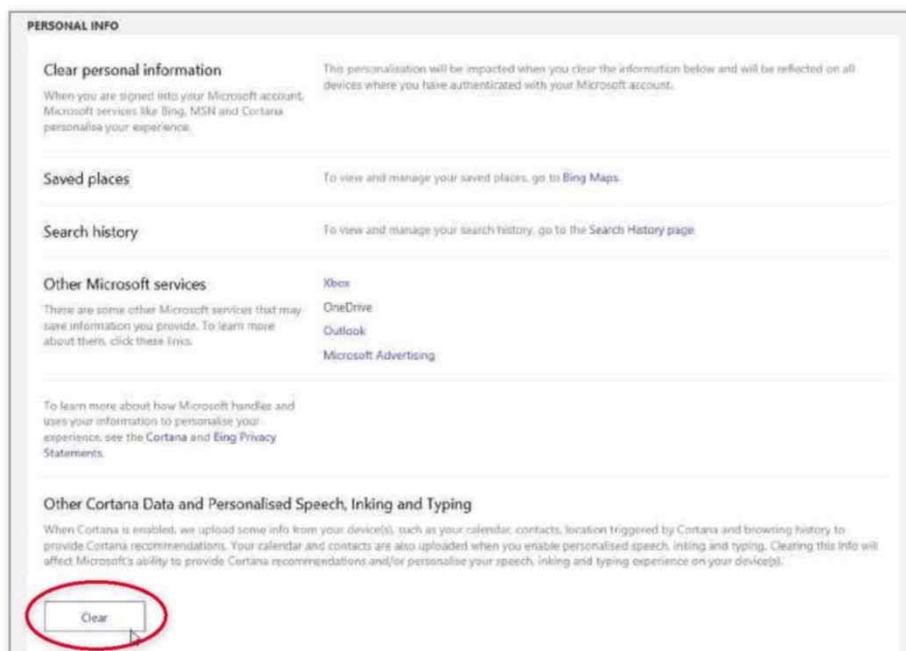 PERSONAL INFO
Clear personal information
When you are signed into your Microsoft account,
Microsoft services like Bing, MSN and Cortana
personalise your experience.
This personalisation will be impacted when you clear the information below and will be reflected on all
devices where you have authenticated with your Microsoft account.
Saved places
To view and manage your saved places, go to Bing Maps.
Search history
To view and manage your search history, go to the Search History page
Other Microsoft services
There are some other Microsoft services that may
save information you provide. To learn more
about them, click these links.
Xbox
OneDrive
Outlook
Microsoft Advertising
To learn more about how Microsoft handles and
uses your information to personalise your
experience, see the Cortana and Bing Privacy
Statements.
Other Cortana Data and Personalised Speech, Inking and Typing
When Cortana is enabled, we upload some info from your device(s), such as your calendar, contacts, location triggered by Cortana and browsing history to
provide Cortana recommendations. Your calendar and contacts are also uploaded when you enable personalised speech, inking and typing. Clearing this info will
affect Microsoft's ability to provide Cortana recommendations and/or personalise your speech, inking and typing experience on your device(s).
Clear